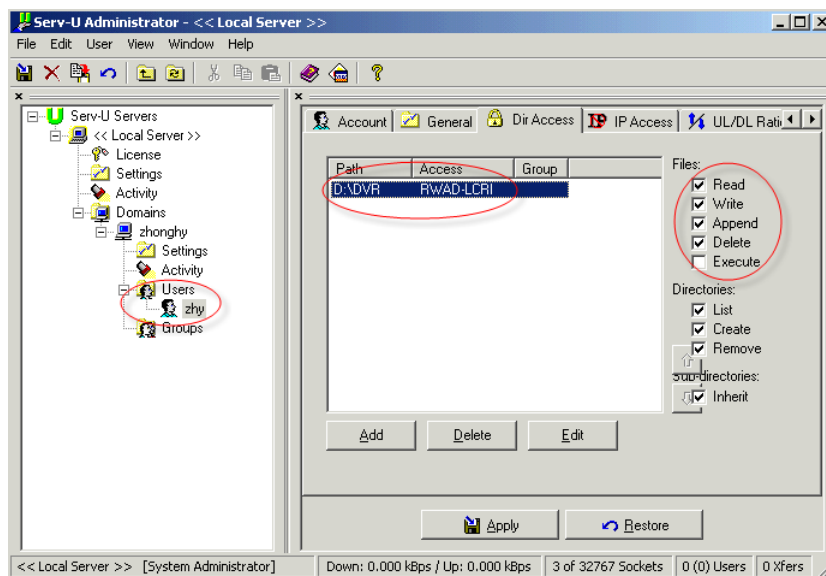 Serv-U Administrator - << Local Server >>
File Edit User View Window Help
Serv-U Servers
<< Local Server >>
License
Settings
Activity
Domains
zhonghy
Settings
Activity
Users
zhy
Groups
Account General Dir Access IP Access UL/DL Rati
Path Access Group
D:\DVR RWAD-LCRI
Files:
Read
Write
Append
Delete
Execute
Directories:
List
Create
Remove
Sub-directories:
Inherit
Add Delete Edit
Apply Restore
<< Local Server >> [System Administrator] Down: 0.000 kBps / Up: 0.000 kBps 3 of 32767 Sockets 0 (0) Users 0 Xfers